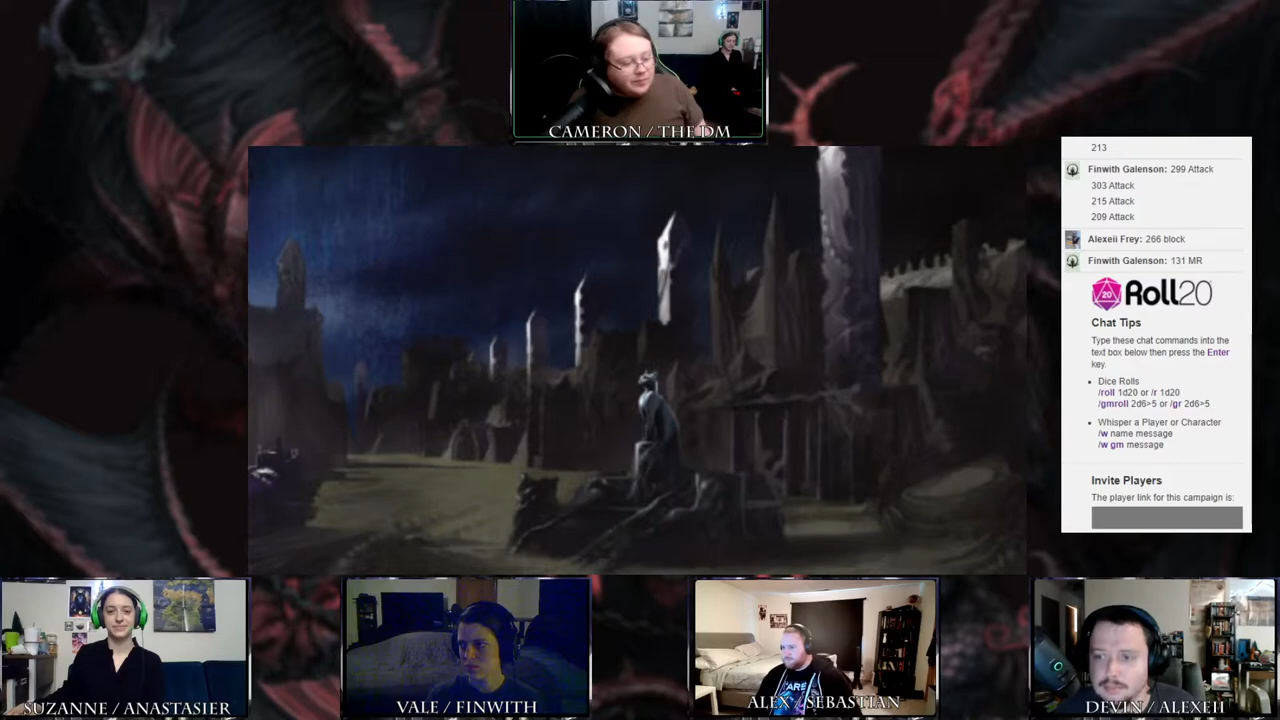 CAMERON / THE DM
213
Finwith Galenson: 299 Attack
303 Attack
215 Attack
209 Attack
Alexeii Frey: 266 block
Finwith Galenson: 131 MR
20 Roll20
Chat Tips
Type these chat commands into the
text box below then press the Enter
key.
Dice Rolls
/roll 1d20 or /r 1d20
/gmroll 2d6>5 or /gr 2d6>5
Whisper a Player or Character
/w name message
/w gm message
Invite Players
The player link for this campaign is:
SUZANNE / ANASTASIER
VALE / FINWITH
ALEX / SEBASTIAN
DEVIN / ALEXEII